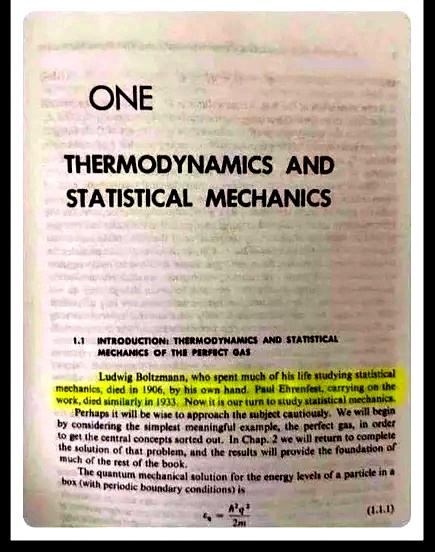 ONE
THERMODYNAMICS AND
STATISTICAL MECHANICS
1.1 INTRODUCTION: THERMODYNAMICS AND STATISTICAL
MECHANICS OF THE PERFECT GAS
Ludwig Boltzmann, who spent much of his life studying statistical
mechanics, died in 1906, by his own hand. Paul Ehrenfest, carrying on the
work, died similarly in 1933. Now it is our turn to study statistical mechanics.
Perhaps it will be wise to approach the subject cautiously. We will begin
by considering the simplest meaningful example, the perfect gas, in order
to get the central concepts sorted out. In Chap. 2 we will return to complete
the solution of that problem, and the results will provide the foundation of
much of the rest of the book.
The quantum mechanical solution for the energy levels of a particle in a
box (with periodic boundary conditions) is
ε_q = ħ²q² / 2m (1.1.1)